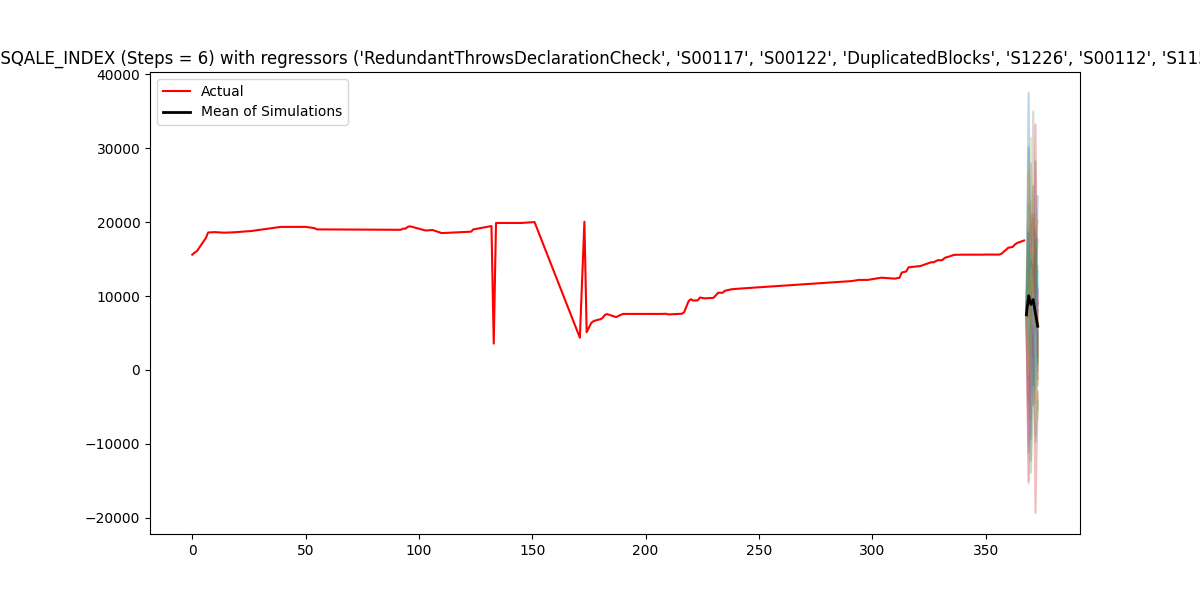 SQALE_INDEX (Steps = 6) with regressors ('RedundantThrowsDeclarationCheck', 'S00117', 'S00122', 'DuplicatedBlocks', 'S1226', 'S00112', 'S11
Actual
Mean of Simulations
40000
30000
20000
10000
0
−10000
−20000
0 50 100 150 200 250 300 350